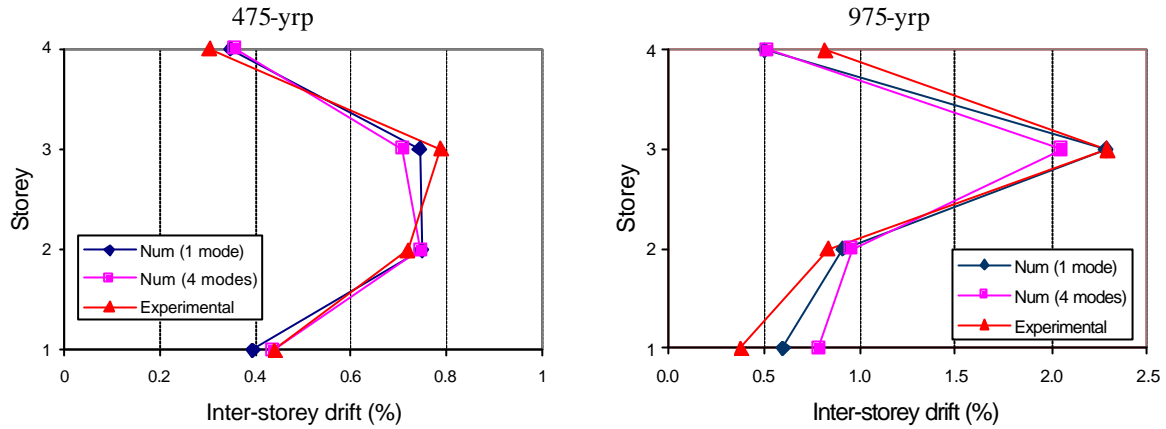 475-yrp
4
3
2
1
Storey
Num (1 mode)
Num (4 modes)
Experimental
0 0.4 0.6 0.8 1
Inter-storey drift (%)
975-yrp
4
3
2
1
Storey
Num (1 mode)
Num (4 modes)
Experimental
0.0 0.5 1.0 1.5 2.0 2.5
Inter-storey drift (%)